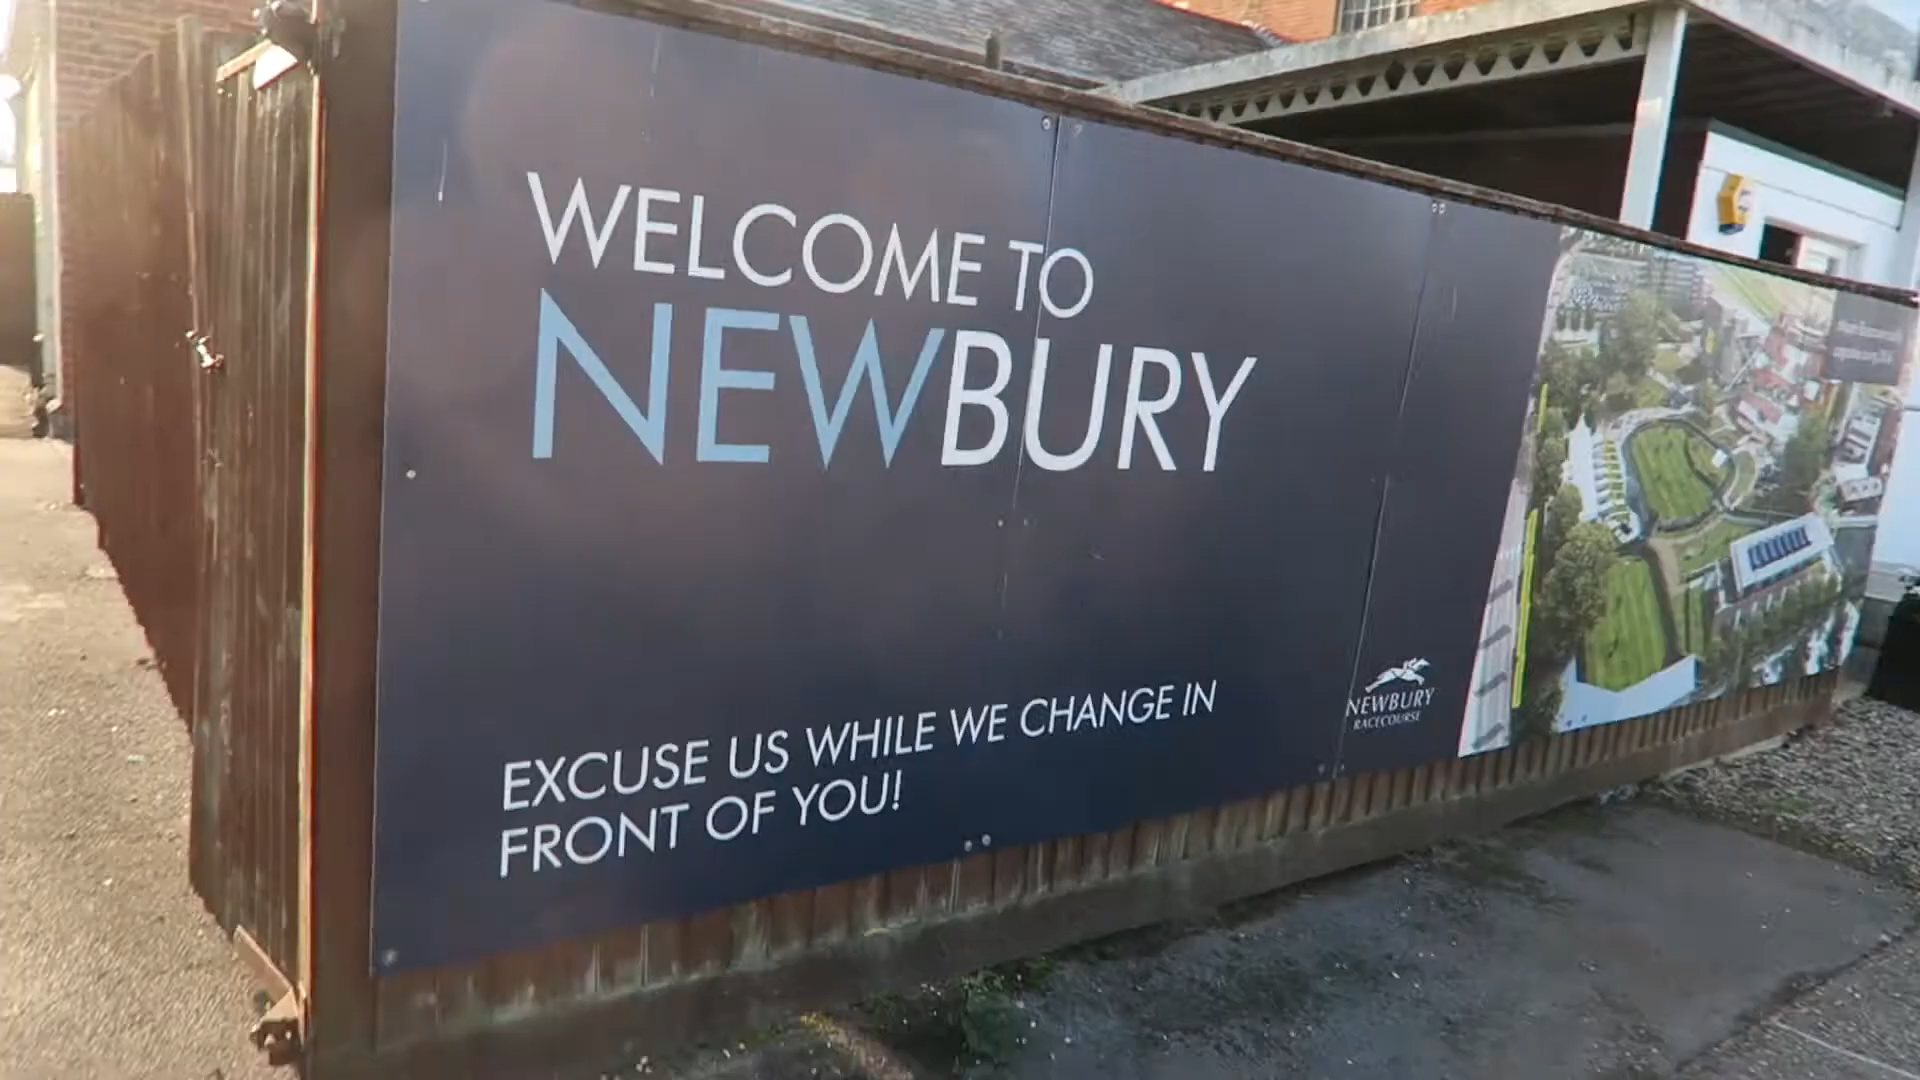 WELCOME TO
NEWBURY
EXCUSE US WHILE WE CHANGE IN
FRONT OF YOU!
NEWBURY
RACECOURSE